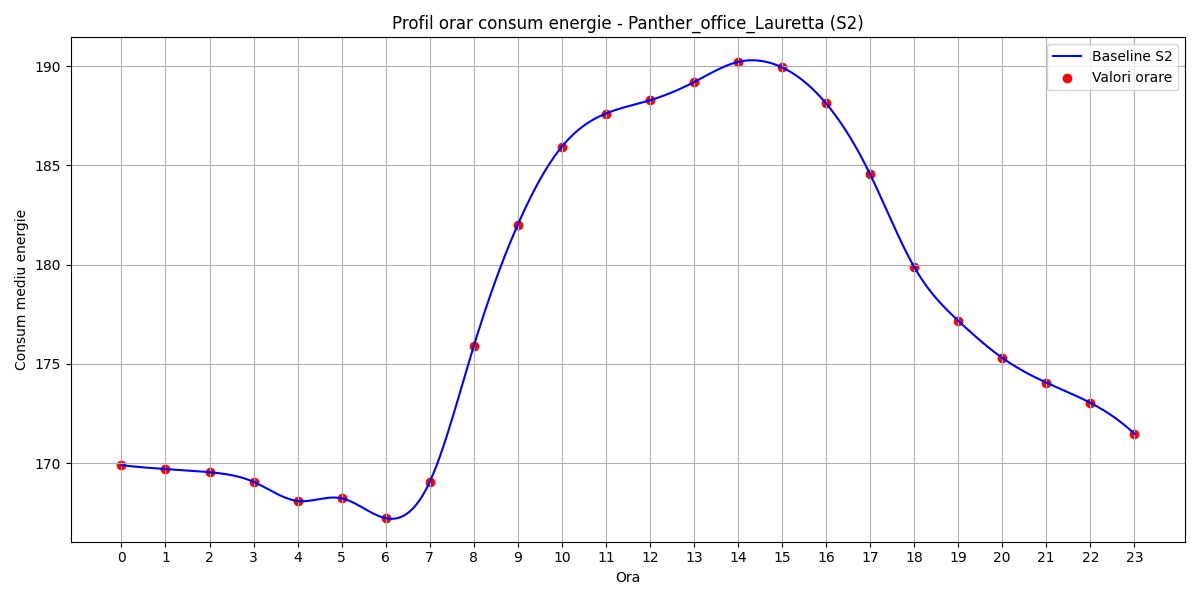 Profil orar consum energie - Panther_office_Lauretta (S2)
Baseline S2
Valori orare
Consum mediu energie
190
185
180
175
170
0 1 2 3 4 5 6 7 8 9 10 11 12 13 14 15 16 17 18 19 20 21 22 23
Ora